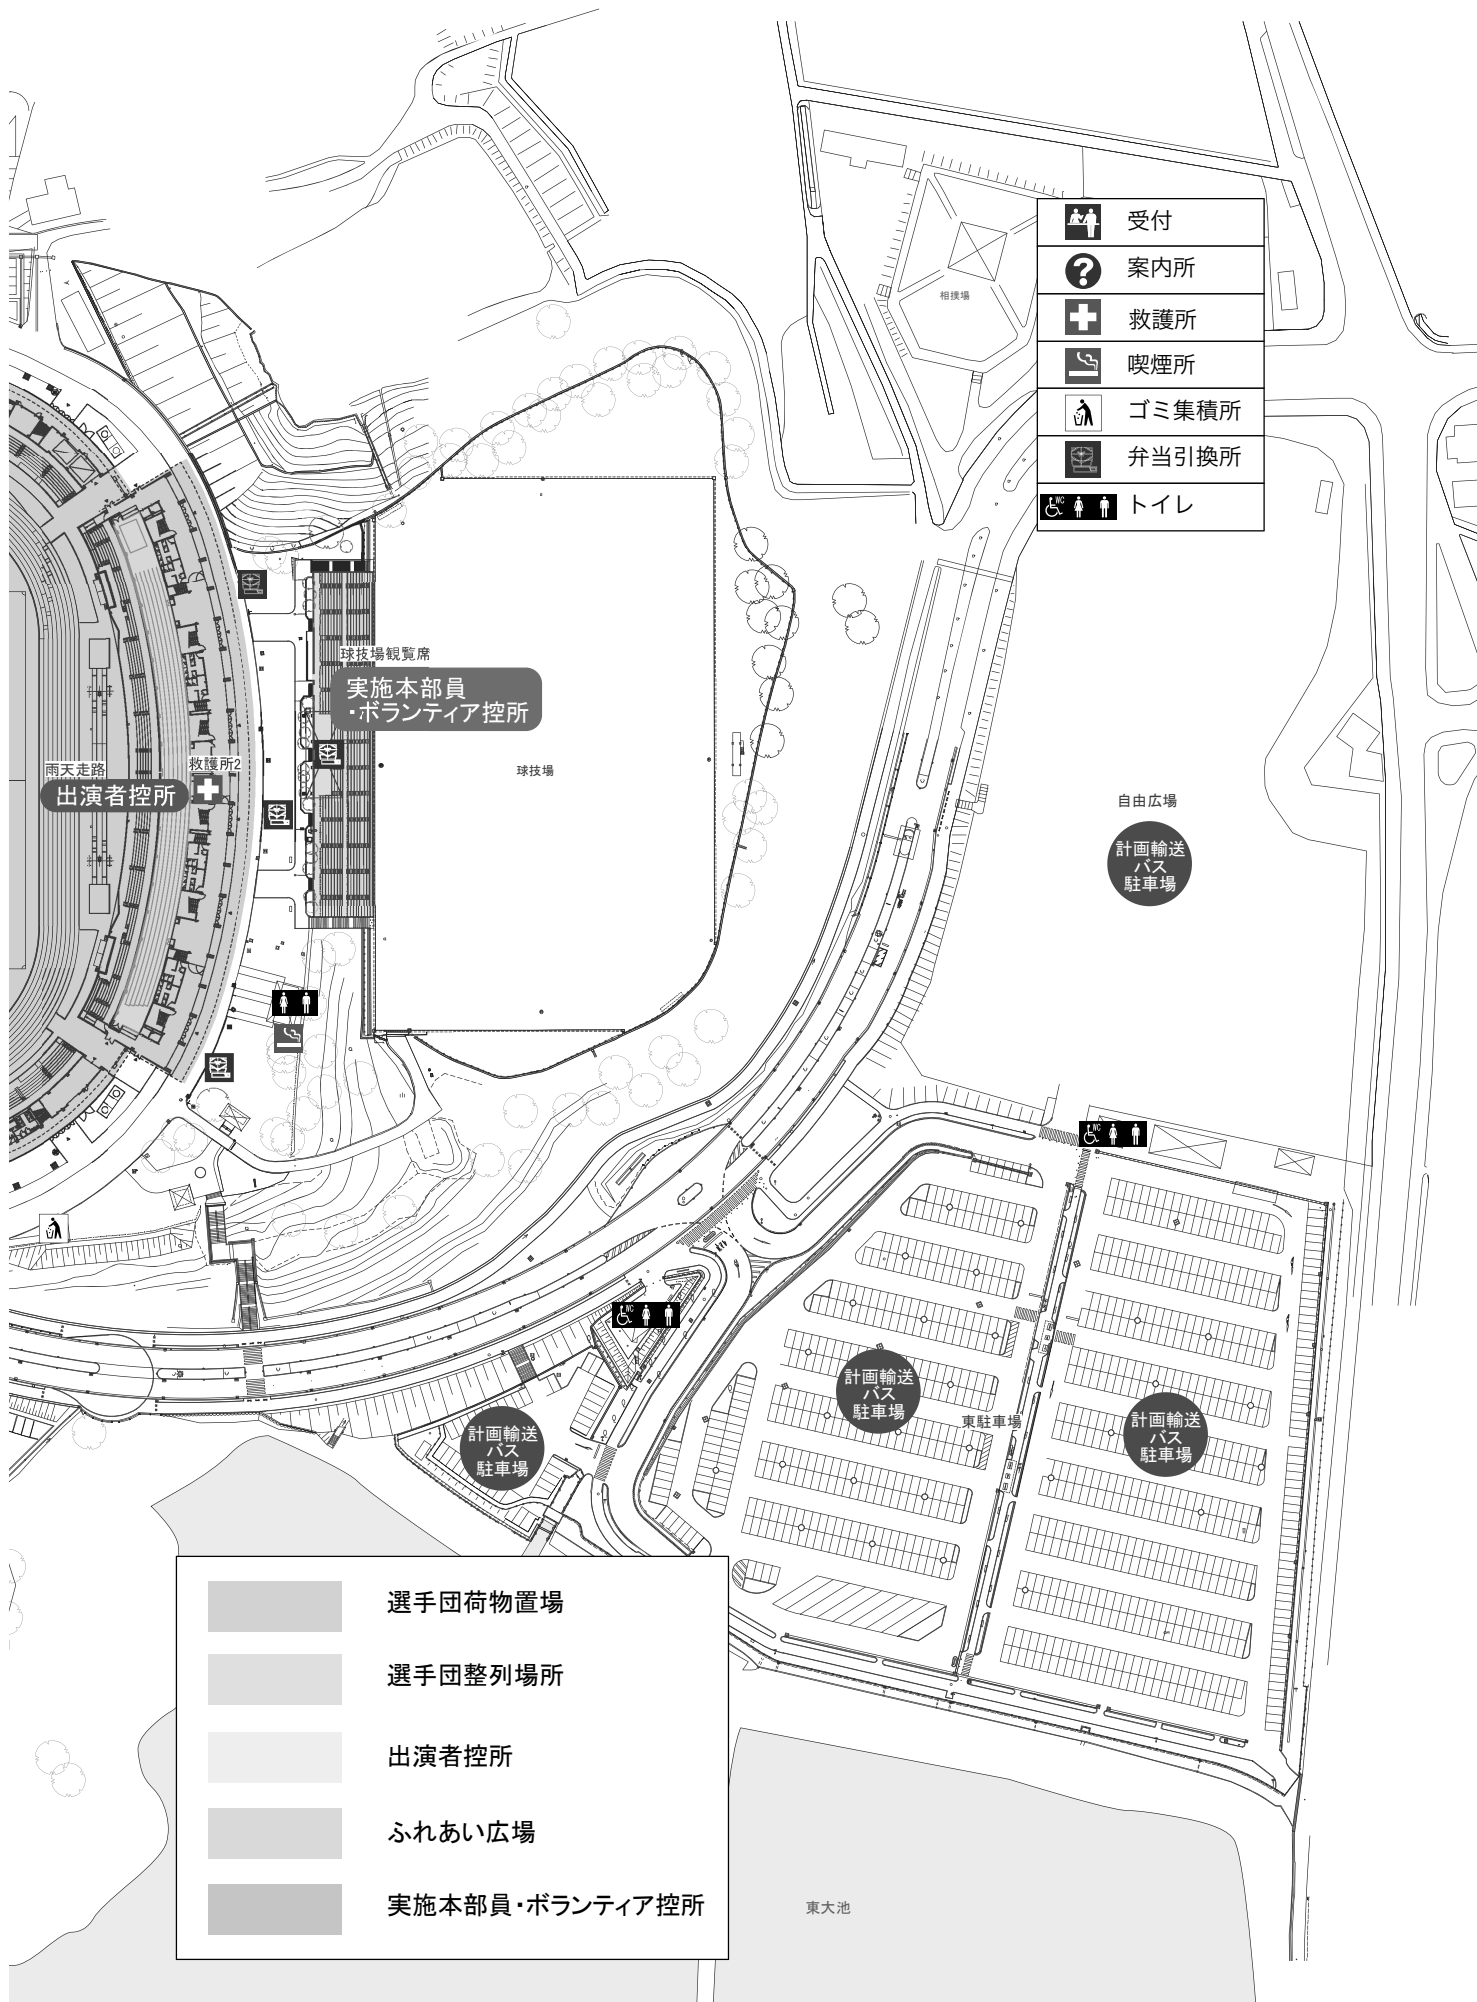 受付
案内所
救護所
喫煙所
ゴミ集積所
弁当引換所
WC
トイレ
相撲場
球技場観覧席
実施本部員
・ボランティア控所
球技場
雨天走路
出演者控所
救護所2
自由広場
計画輸送
バス
駐車場
WC
WC
計画輸送
バス
駐車場
東駐車場
計画輸送
バス
駐車場
計画輸送
バス
駐車場
選手団荷物置場
選手団整列場所
出演者控所
ふれあい広場
実施本部員・ボランティア控所
東大池